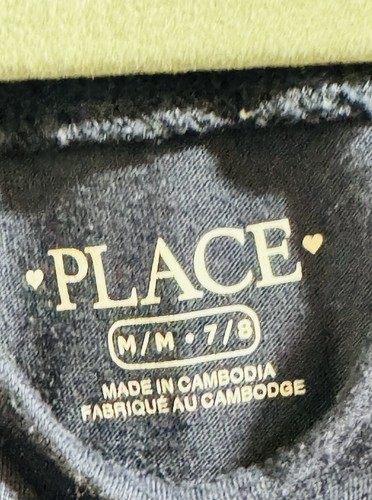 PLACE
M/M • 7/8
MADE IN CAMBODIA
FABRIQUÉ AU CAMBODGE